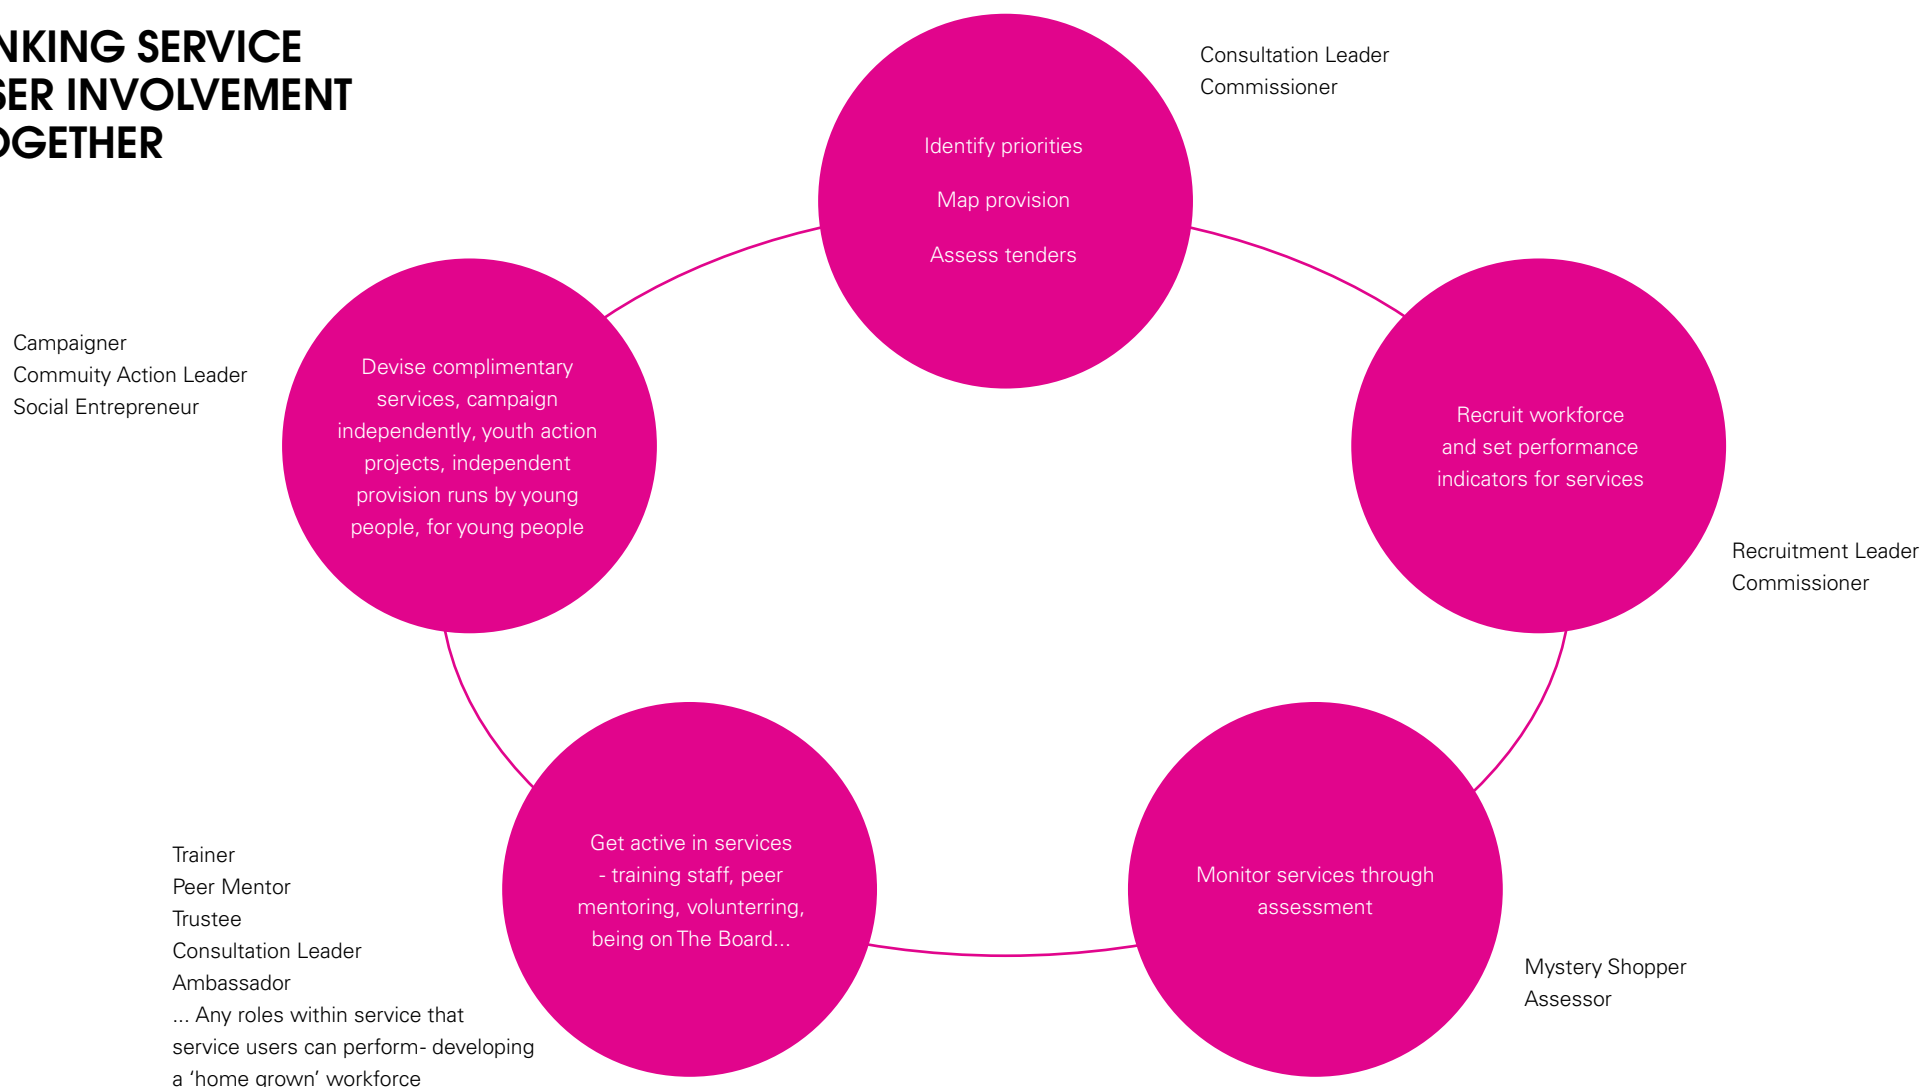 NKING SERVICE
SER INVOLVEMENT
OGETHER
Consultation Leader
Commissioner
Identify priorities
Map provision
Assess tenders
Campaigner
Commuity Action Leader
Social Entrepreneur
Devise complimentary
services, campaign
independently, youth action
projects, independent
provision runs by young
people, for young people
Recruit workforce
and set performance
indicators for services
Recruitment Leader
Commissioner
Trainer
Peer Mentor
Trustee
Consultation Leader
Ambassador
... Any roles within service that
service users can perform- developing
a ‘home grown’ workforce
Get active in services
- training staff, peer
mentoring, volunterring,
being on The Board...
Monitor services through
assessment
Mystery Shopper
Assessor